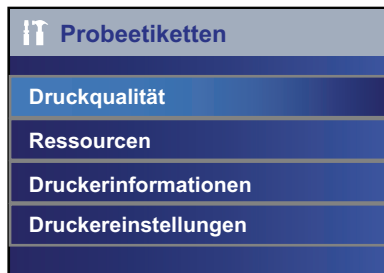 Probeetiketten
Druckqualität
Ressourcen
Druckerinformationen
Druckereinstellungen